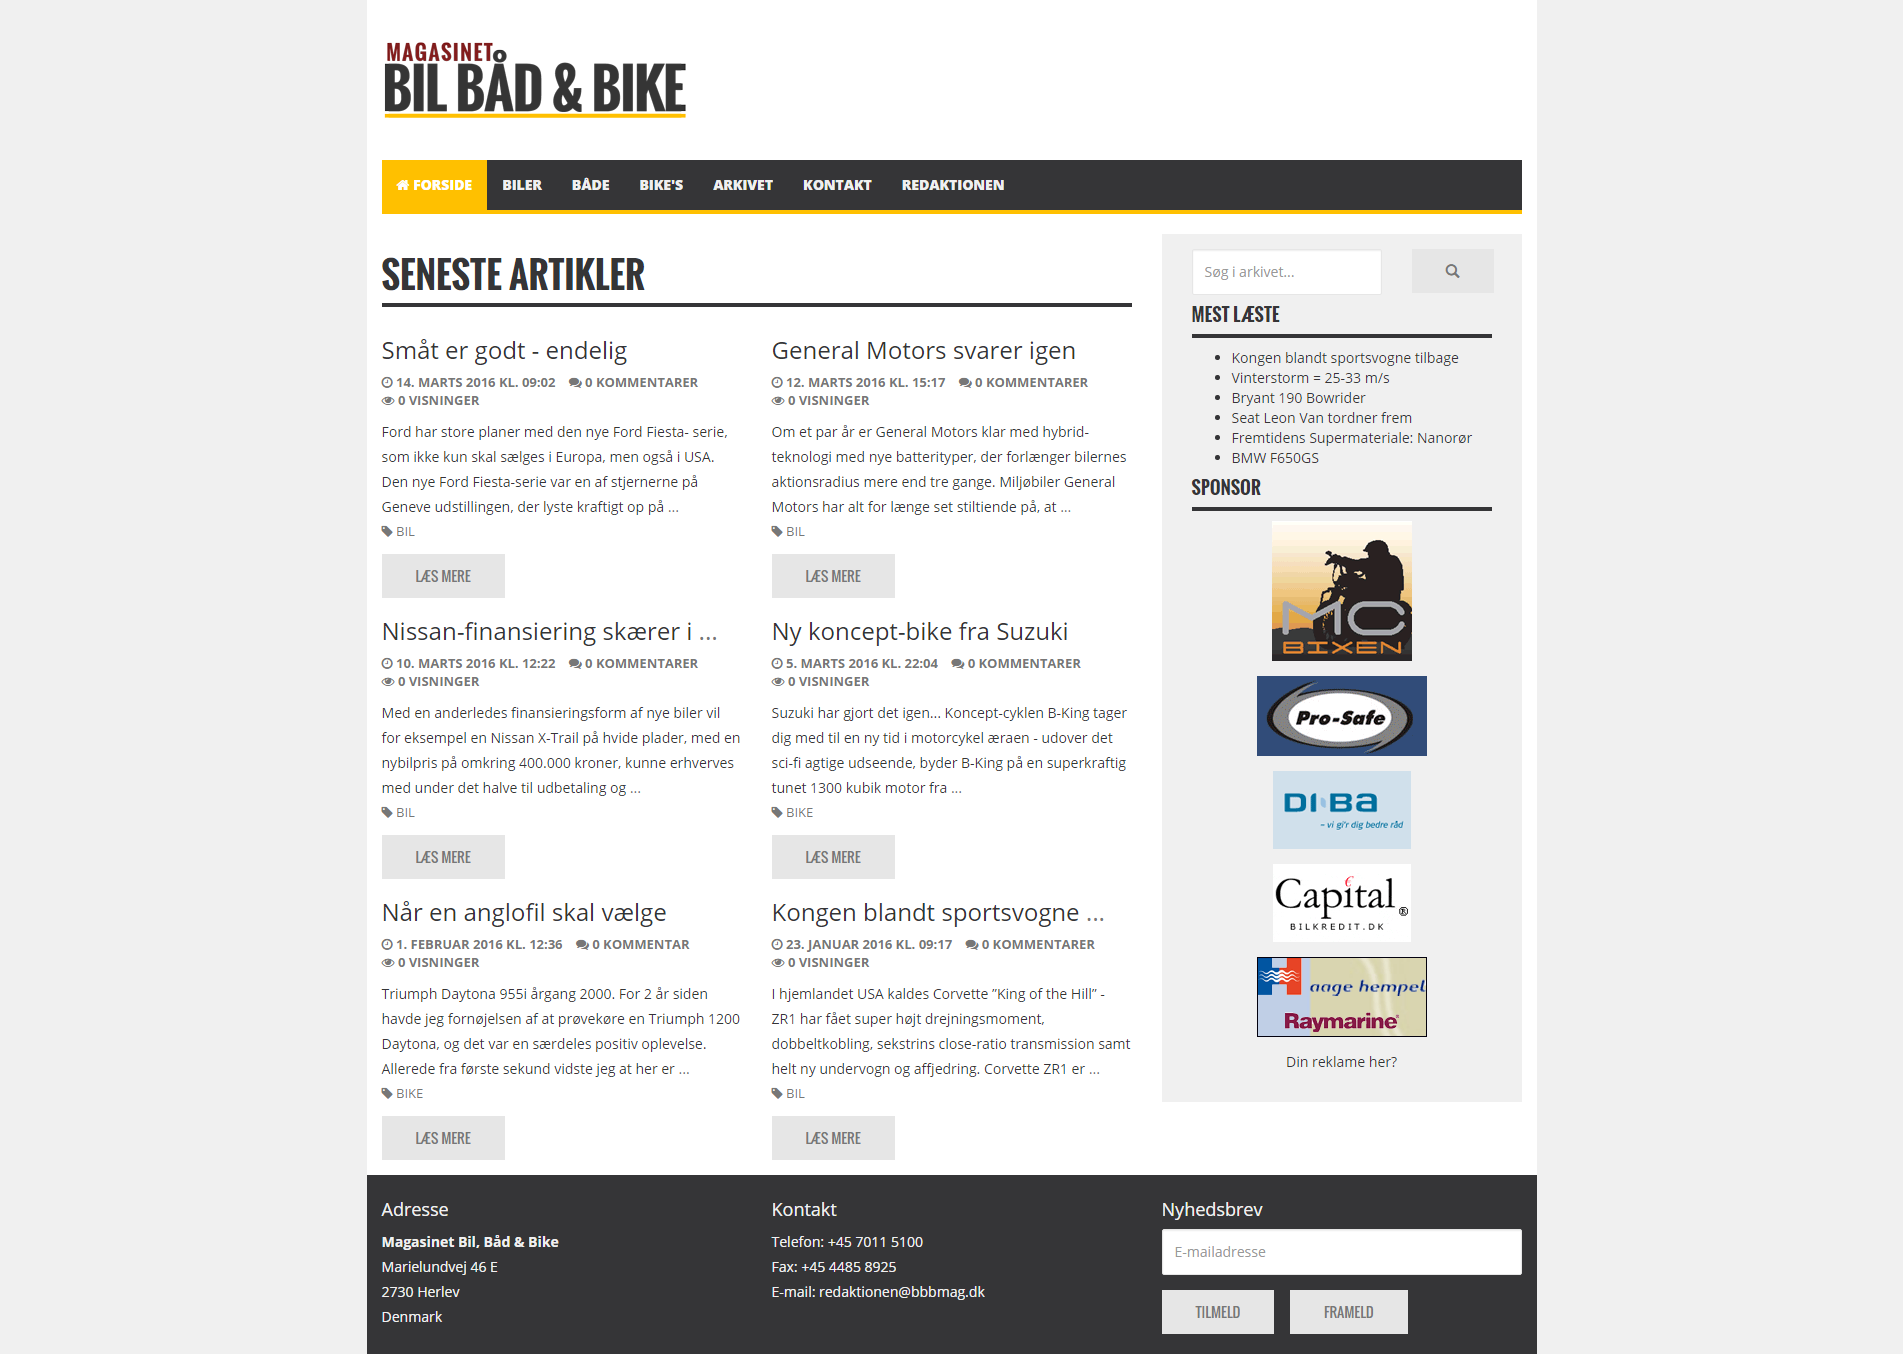 MAGASINET
BIL BÅD & BIKE
FORSIDE BILER BÅDE BIKE'S ARKIVET KONTAKT REDAKTIONEN
SENESTE ARTIKLER
Småt er godt - endelig
14. MARTS 2016 KL. 09:02 0 KOMMENTARER
0 VISNINGER
Ford har store planer med den nye Ford Fiesta- serie,
som ikke kun skal sælges i Europa, men også i USA.
Den nye Ford Fiesta-serie var en af stjernerne på
Geneve udstillingen, der lyste kraftigt op på ...
BIL
LÆS MERE
General Motors svarer igen
12. MARTS 2016 KL. 15:17 0 KOMMENTARER
0 VISNINGER
Om et par år er General Motors klar med hybrid-
teknologi med nye batterityper, der forlænger bilernes
aktionsradius mere end tre gange. Miljøbiler General
Motors har alt for længe set stiltiende på, at ...
BIL
LÆS MERE
Nissan-finansiering skærer i ...
10. MARTS 2016 KL. 12:22 0 KOMMENTARER
0 VISNINGER
Med en anderledes finansieringsform af nye biler vil
for eksempel en Nissan X-Trail på hvide plader, med en
nybilpris på omkring 400.000 kroner, kunne erhverves
med under det halve til udbetaling og ...
BIL
LÆS MERE
Ny koncept-bike fra Suzuki
5. MARTS 2016 KL. 22:04 0 KOMMENTARER
0 VISNINGER
Suzuki har gjort det igen... Koncept-cyklen B-King tager
dig med til en ny tid i motorcykel æraen - udover det
sci-fi agtige udseende, byder B-King på en superkraftig
tunet 1300 kubik motor fra ...
BIKE
LÆS MERE
Når en anglofil skal vælge
1. FEBRUAR 2016 KL. 12:36 0 KOMMENTAR
0 VISNINGER
Triumph Daytona 955i årgang 2000. For 2 år siden
havde jeg fornøjelsen af at prøvekøre en Triumph 1200
Daytona, og det var en særdeles positiv oplevelse.
Allerede fra første sekund vidste jeg at her er ...
BIKE
LÆS MERE
Kongen blandt sportsvogne ...
23. JANUAR 2016 KL. 09:17 0 KOMMENTARER
0 VISNINGER
I hjemlandet USA kaldes Corvette ”King of the Hill” -
ZR1 har fået super højt drejningsmoment,
dobbeltkobling, sekstrins close-ratio transmission samt
helt ny undervogn og affjedring. Corvette ZR1 er ...
BIL
LÆS MERE
Søg i arkivet...
MEST LÆSTE
Kongen blandt sportsvogne tilbage
Vinterstorm = 25-33 m/s
Bryant 190 Bowrider
Seat Leon Van tordner frem
Fremtidens Supermateriale: Nanorør
BMW F650GS
SPONSOR
MC
BIXEN
Pro-Safe
DI·Ba
– vi gi'r dig bedre råd
Capital ®
BILKREDIT.DK
H aage hempel
Raymarine®
Din reklame her?
Adresse
Magasinet Bil, Båd & Bike
Marielundvej 46 E
2730 Herlev
Denmark
Kontakt
Telefon: +45 7011 5100
Fax: +45 4485 8925
E-mail: redaktionen@bbbmag.dk
Nyhedsbrev
E-mailadresse
TILMELD FRAMELD